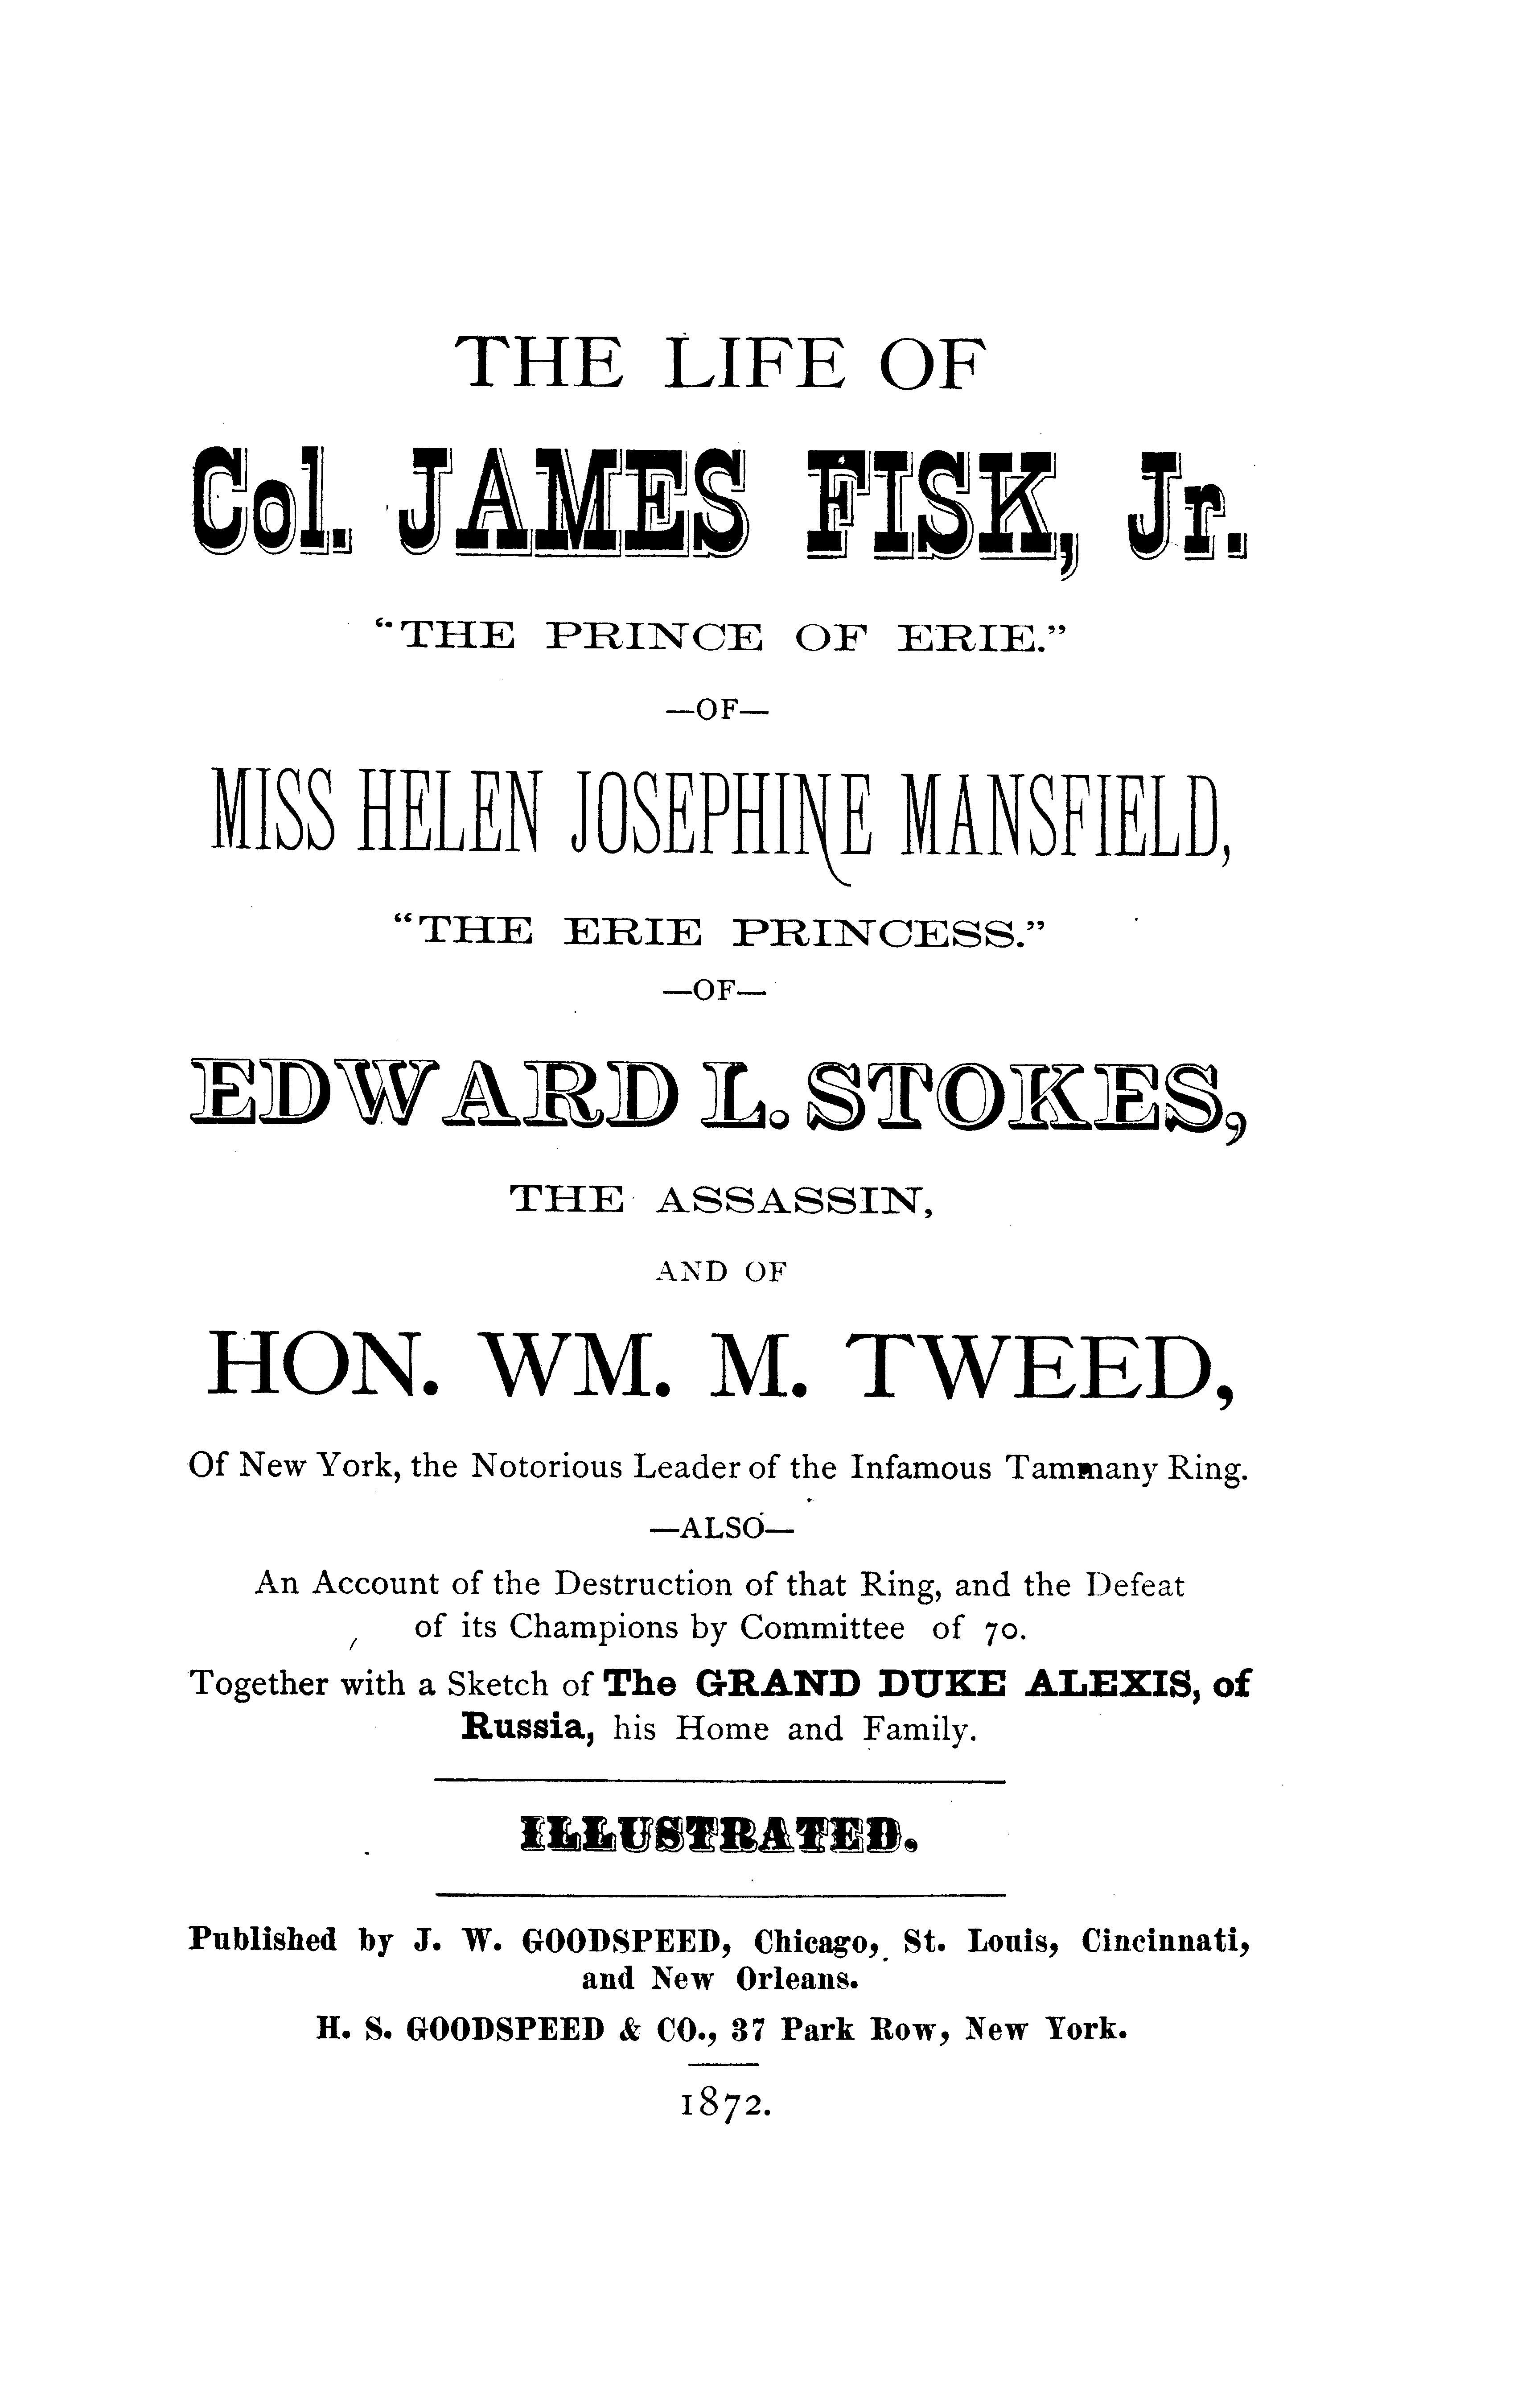 THE LIFE OF
Col. JAMES FISK, Jr.
"THE PRINCE OF ERIE."
—OF—
MISS HELEN JOSEPHINE MANSFIELD,
"THE ERIE PRINCESS."
—OF—
EDWARD L. STOKES,
THE ASSASSIN,
AND OF
HON. WM. M. TWEED,
Of New York, the Notorious Leader of the Infamous Tammany Ring.
—ALSO—
An Account of the Destruction of that Ring, and the Defeat
of its Champions by Committee of 70.
Together with a Sketch of The GRAND DUKE ALEXIS, of
Russia, his Home and Family.
ILLUSTRATED.
Published by J. W. GOODSPEED, Chicago, St. Louis, Cincinnati,
and New Orleans.
H. S. GOODSPEED & CO., 37 Park Row, New York.
1872.